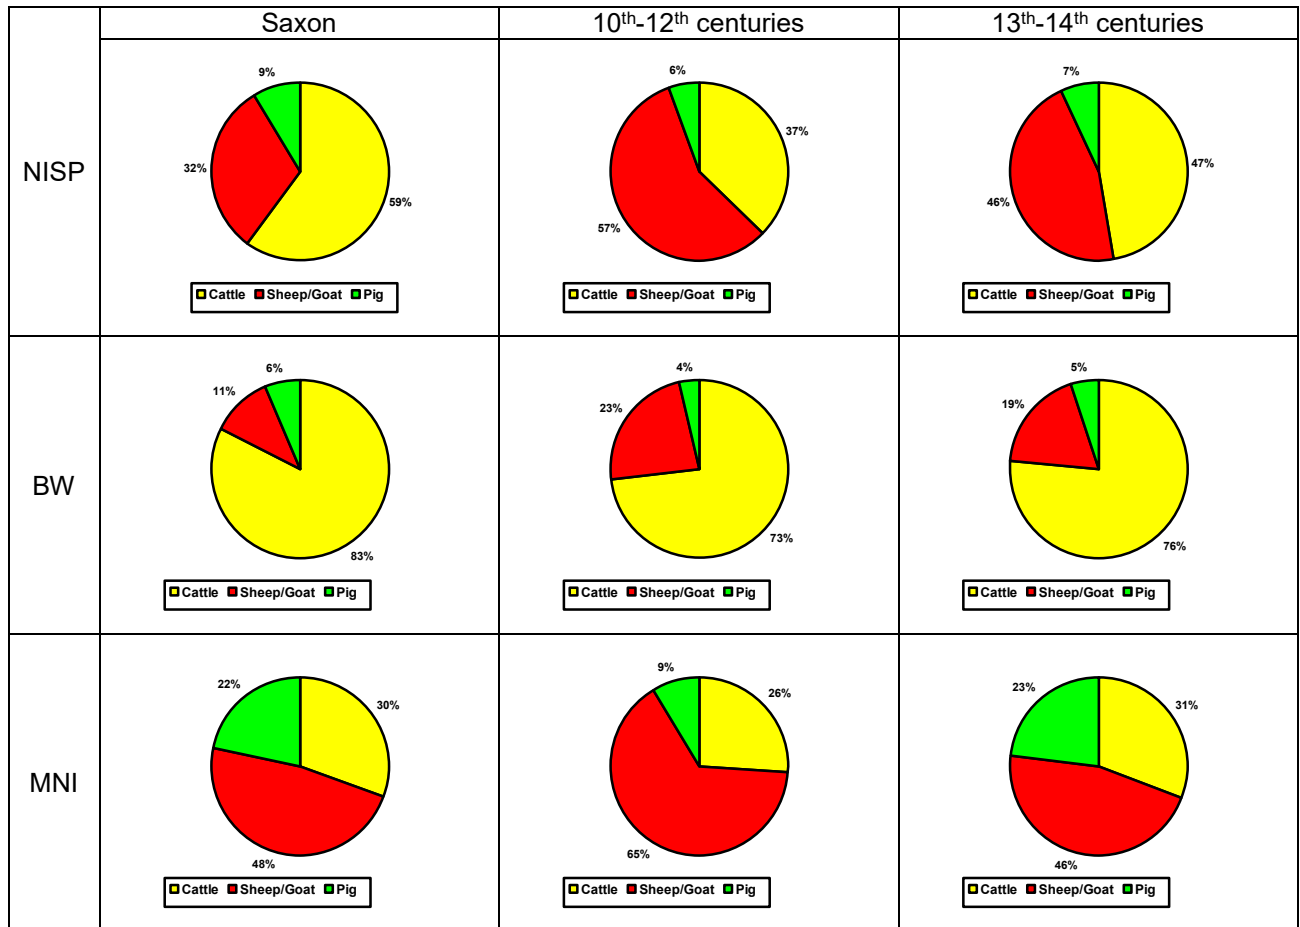 Saxon 10th-12th centuries 13th-14th centuries
NISP
9% 32% 59%
Cattle Sheep/Goat Pig
6% 37% 57%
Cattle Sheep/Goat Pig
7% 47% 46%
Cattle Sheep/Goat Pig
BW
6% 11% 83%
Cattle Sheep/Goat Pig
4% 23% 73%
Cattle Sheep/Goat Pig
5% 19% 76%
Cattle Sheep/Goat Pig
MNI
22% 30% 48%
Cattle Sheep/Goat Pig
9% 26% 65%
Cattle Sheep/Goat Pig
23% 31% 46%
Cattle Sheep/Goat Pig